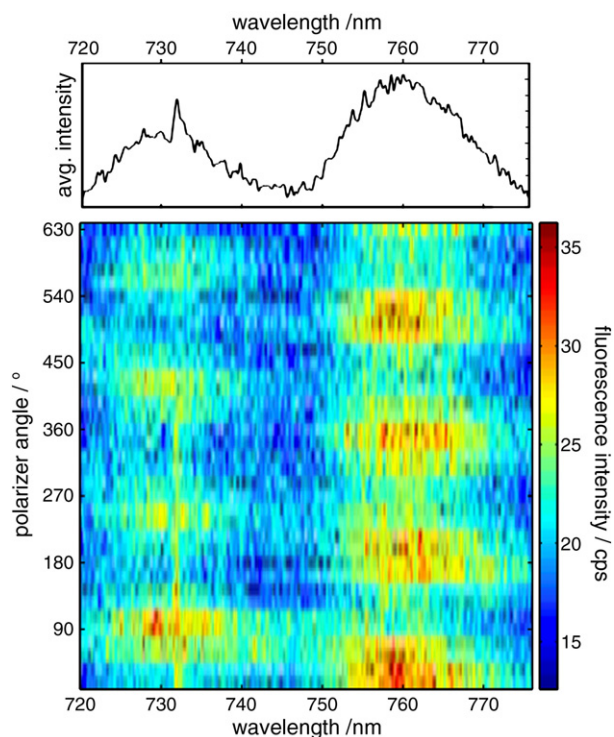 wavelength /nm
720 730 740 750 760 770
avg. intensity
630
540
450
360
270
180
90
polarizer angle / °
720 730 740 750 760 770
wavelength /nm
35
30
25
20
15
fluorescence intensity / cps